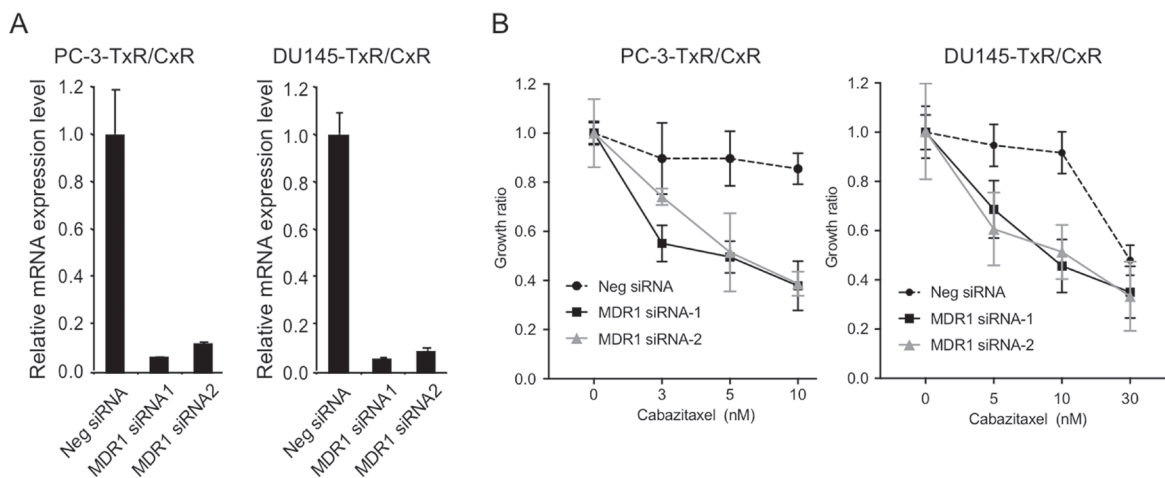 A
PC-3-TxR/CxR
Relative mRNA expression level
1.2
1.0
0.8
0.6
0.4
0.2
0.0
Neg siRNA
MDR1 siRNA1
MDR1 siRNA2
DU145-TxR/CxR
Relative mRNA expression level
1.2
1.0
0.8
0.6
0.4
0.2
0.0
Neg siRNA
MDR1 siRNA1
MDR1 siRNA2
B
PC-3-TxR/CxR
Growth ratio
1.2
1.0
0.8
0.6
0.4
0.2
0.0
Neg siRNA
MDR1 siRNA-1
MDR1 siRNA-2
0 3 5 10
Cabazitaxel (nM)
DU145-TxR/CxR
Growth ratio
1.2
1.0
0.8
0.6
0.4
0.2
0.0
Neg siRNA
MDR1 siRNA-1
MDR1 siRNA-2
0 5 10 30
Cabazitaxel (nM)